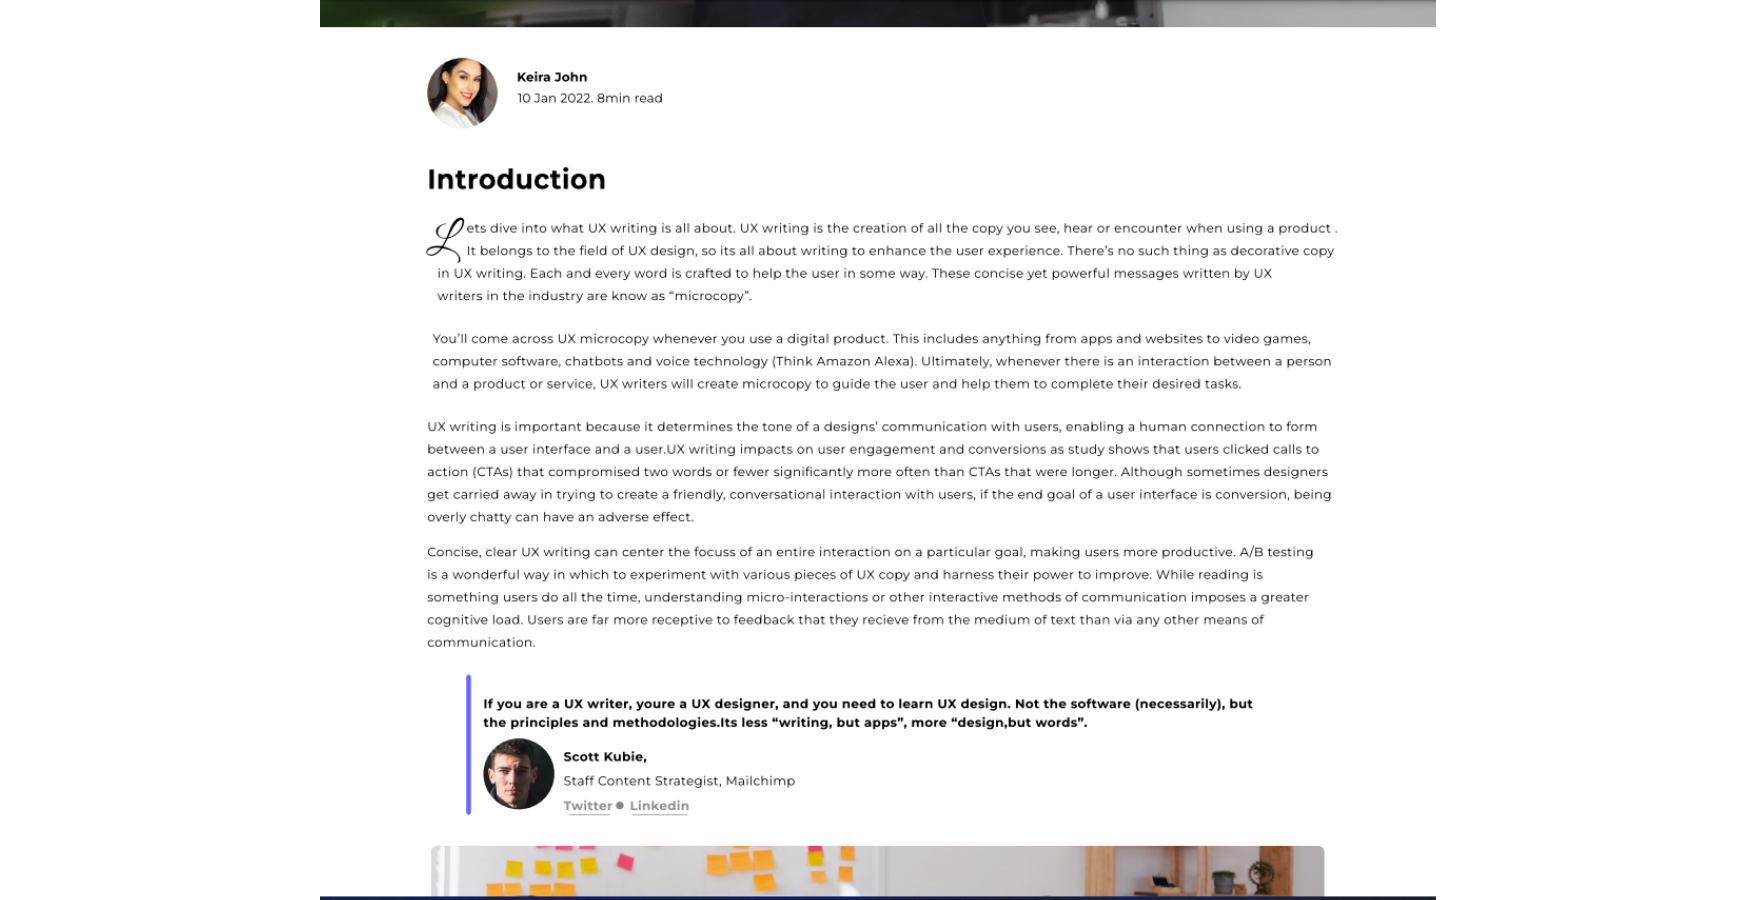 Keira John
10 Jan 2022. 8min read
Introduction
Lets dive into what UX writing is all about. UX writing is the creation of all the copy you see, hear or encounter when using a product .
It belongs to the field of UX design, so its all about writing to enhance the user experience. There’s no such thing as decorative copy
in UX writing. Each and every word is crafted to help the user in some way. These concise yet powerful messages written by UX
writers in the industry are know as “microcopy”.
You’ll come across UX microcopy whenever you use a digital product. This includes anything from apps and websites to video games,
computer software, chatbots and voice technology (Think Amazon Alexa). Ultimately, whenever there is an interaction between a person
and a product or service, UX writers will create microcopy to guide the user and help them to complete their desired tasks.
UX writing is important because it determines the tone of a designs’ communication with users, enabling a human connection to form
between a user interface and a user.UX writing impacts on user engagement and conversions as study shows that users clicked calls to
action (CTAs) that compromised two words or fewer significantly more often than CTAs that were longer. Although sometimes designers
get carried away in trying to create a friendly, conversational interaction with users, if the end goal of a user interface is conversion, being
overly chatty can have an adverse effect.
Concise, clear UX writing can center the focuss of an entire interaction on a particular goal, making users more productive. A/B testing
is a wonderful way in which to experiment with various pieces of UX copy and harness their power to improve. While reading is
something users do all the time, understanding micro-interactions or other interactive methods of communication imposes a greater
cognitive load. Users are far more receptive to feedback that they recieve from the medium of text than via any other means of
communication.
If you are a UX writer, youre a UX designer, and you need to learn UX design. Not the software (necessarily), but
the principles and methodologies.Its less “writing, but apps”, more “design,but words”.
Scott Kubie,
Staff Content Strategist, Mailchimp
Twitter ● Linkedin